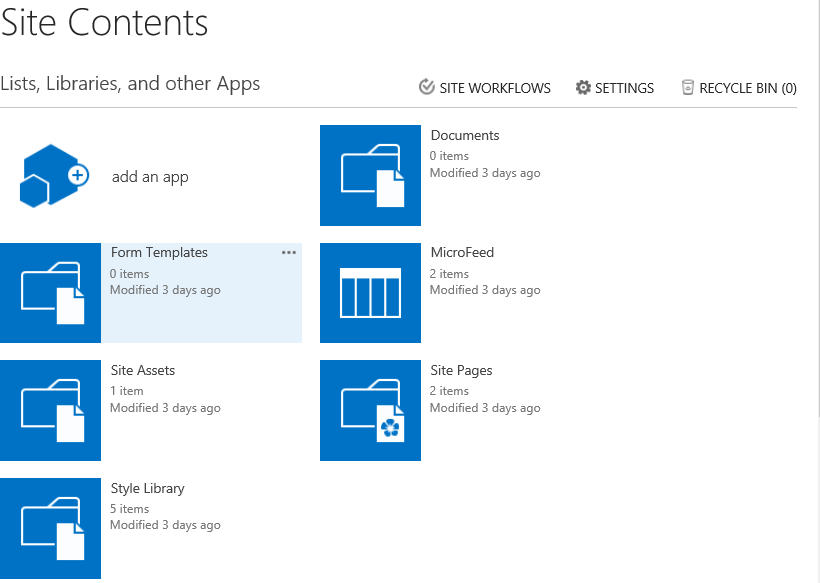 Site Contents
Lists, Libraries, and other Apps
SITE WORKFLOWS
SETTINGS
RECYCLE BIN (0)
add an app
Documents
0 items
Modified 3 days ago
Form Templates
0 items
Modified 3 days ago
MicroFeed
2 items
Modified 3 days ago
Site Assets
1 item
Modified 3 days ago
Site Pages
2 items
Modified 3 days ago
Style Library
5 items
Modified 3 days ago